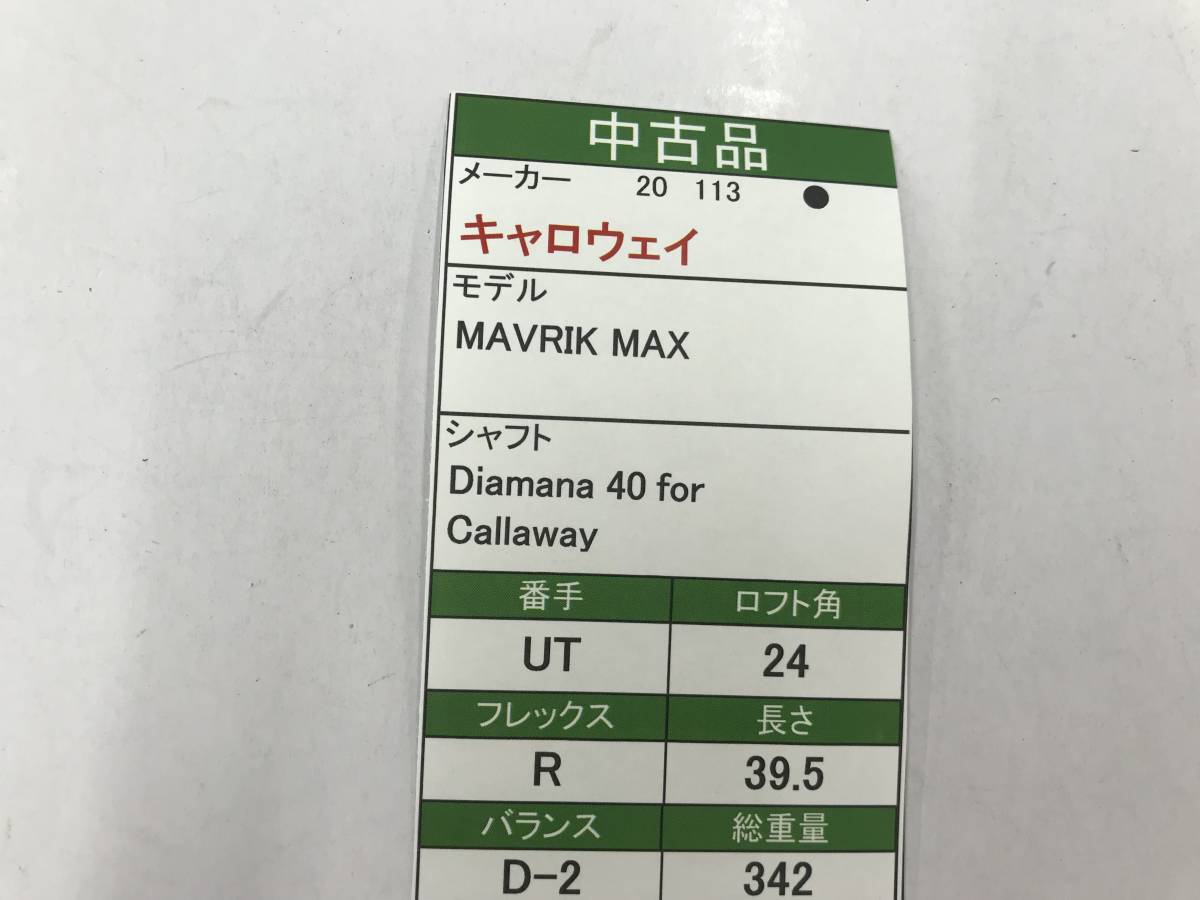 中古品
メーカー 20 113
キャロウェイ
モデル
MAVRIK MAX
シャフト
Diamana 40 for
Callaway
番手 ロフト角
UT 24
フレックス 長さ
R 39.5
バランス 総重量
D-2 342